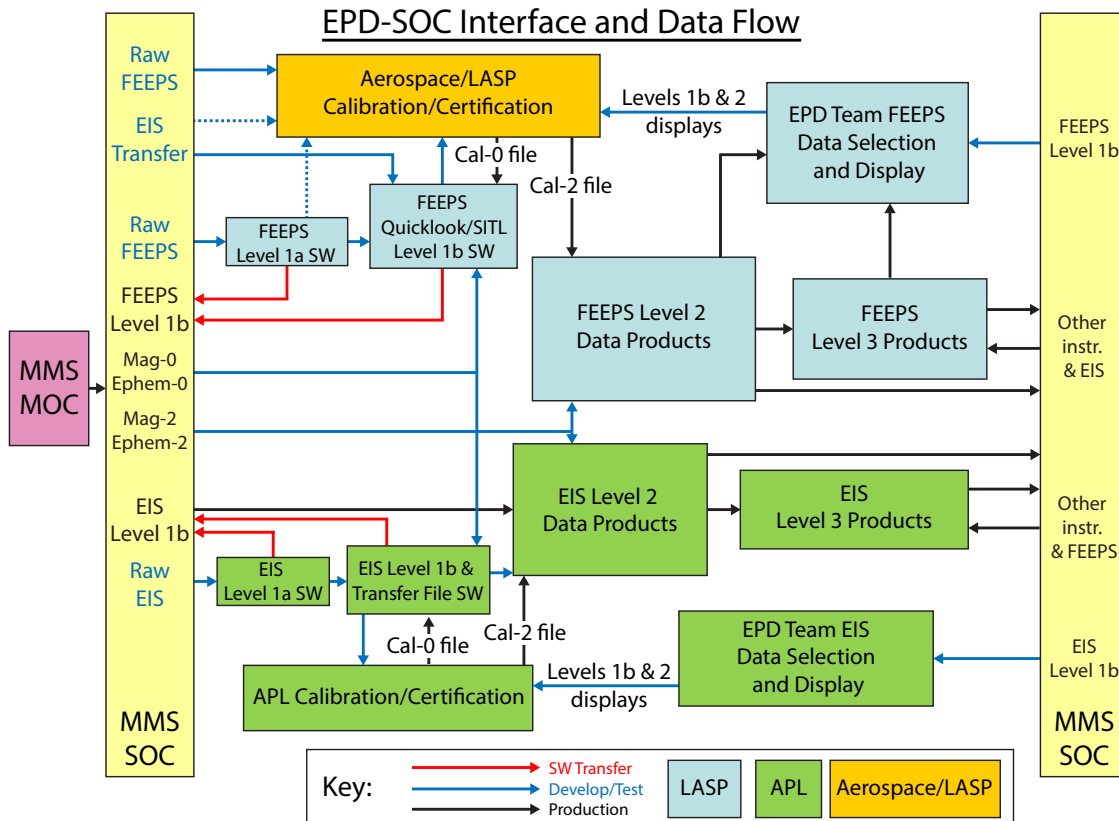 EPD-SOC Interface and Data Flow
Raw
FEEPS
EIS
Transfer
Raw
FEEPS
FEEPS
Level 1b
Mag-0
Ephem-0
Mag-2
Ephem-2
EIS
Level 1b
Raw
EIS
MMS
SOC
MMS
MOC
Aerospace/LASP
Calibration/Certification
Cal-0 file
Cal-2 file
Levels 1b & 2
displays
EPD Team FEEPS
Data Selection
and Display
FEEPS
Level 1b
FEEPS
Level 1a SW
FEEPS
Quicklook/SITL
Level 1b SW
FEEPS Level 2
Data Products
FEEPS
Level 3 Products
Other
instr.
& EIS
EIS Level 2
Data Products
EIS
Level 3 Products
Other
instr.
& FEEPS
EIS
Level 1a SW
EIS Level 1b &
Transfer File SW
Cal-0 file
Cal-2 file
APL Calibration/Certification
Levels 1b & 2
displays
EPD Team EIS
Data Selection
and Display
EIS
Level 1b
MMS
SOC
Key:
SW Transfer
Develop/Test
Production
LASP
APL
Aerospace/LASP